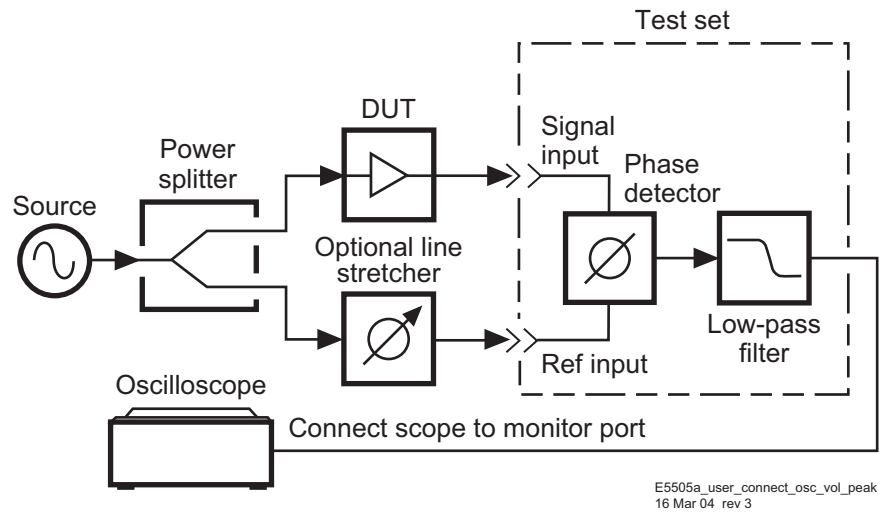 Test set
DUT
Signal
input
Power
splitter
Phase
detector
Source
Optional line
stretcher
Low-pass
filter
Ref input
Oscilloscope
Connect scope to monitor port
E5505a_user_connect_osc_vol_peak
16 Mar 04 rev 3